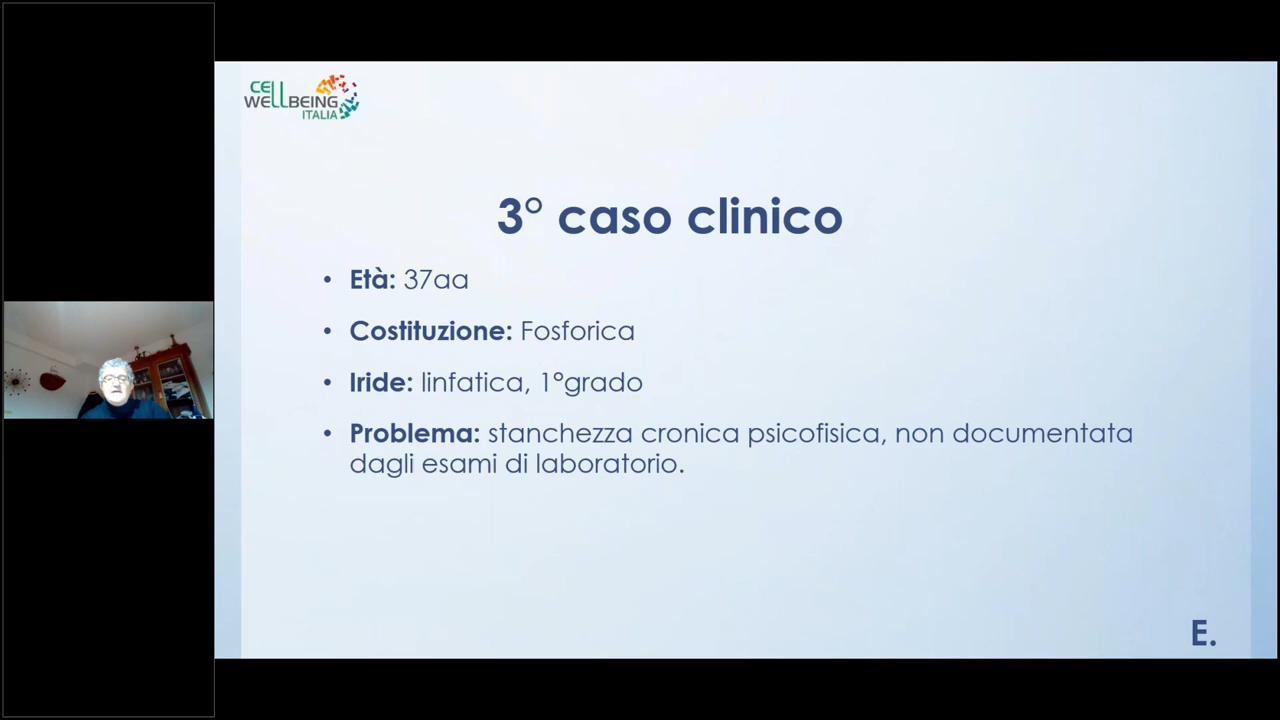 CELL
WELLBEING
ITALIA
3° caso clinico
• Età: 37aa
• Costituzione: Fosforica
• Iride: linfatica, 1°grado
• Problema: stanchezza cronica psicofisica, non documentata
dagli esami di laboratorio.
E.